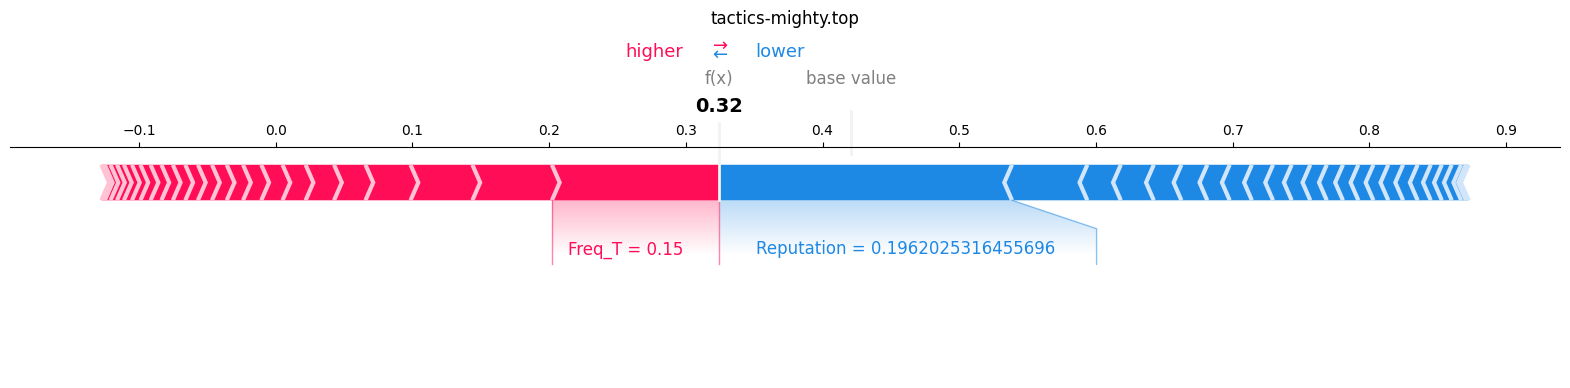 tactics-mighty.top
higher ⇄ lower
f(x) base value
0.32
−0.1 0.0 0.1 0.2 0.3 0.4 0.5 0.6 0.7 0.8 0.9
Freq_T = 0.15 Reputation = 0.1962025316455696